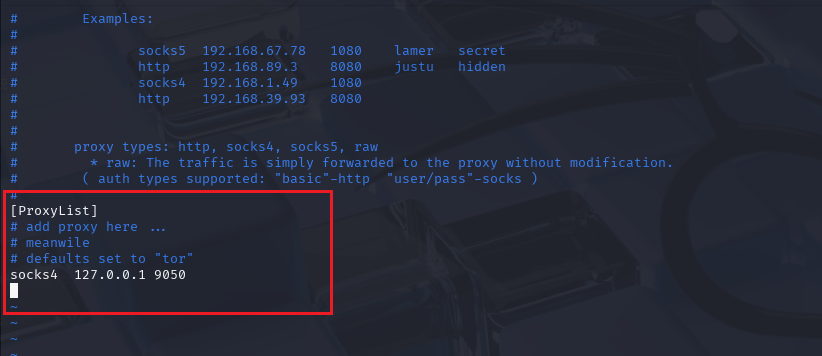 #        Examples:
#
#               socks5  192.168.67.78   1080    lamer   secret
#               http    192.168.89.3    8080    justu   hidden
#               socks4  192.168.1.49    1080
#               http    192.168.39.93   8080
#
#
#       proxy types: http, socks4, socks5, raw
#         * raw: The traffic is simply forwarded to the proxy without modification.
#        ( auth types supported: "basic"-http  "user/pass"-socks )
#
[ProxyList]
# add proxy here ...
# meanwile
# defaults set to "tor"
socks4  127.0.0.1 9050
~
~
~
~